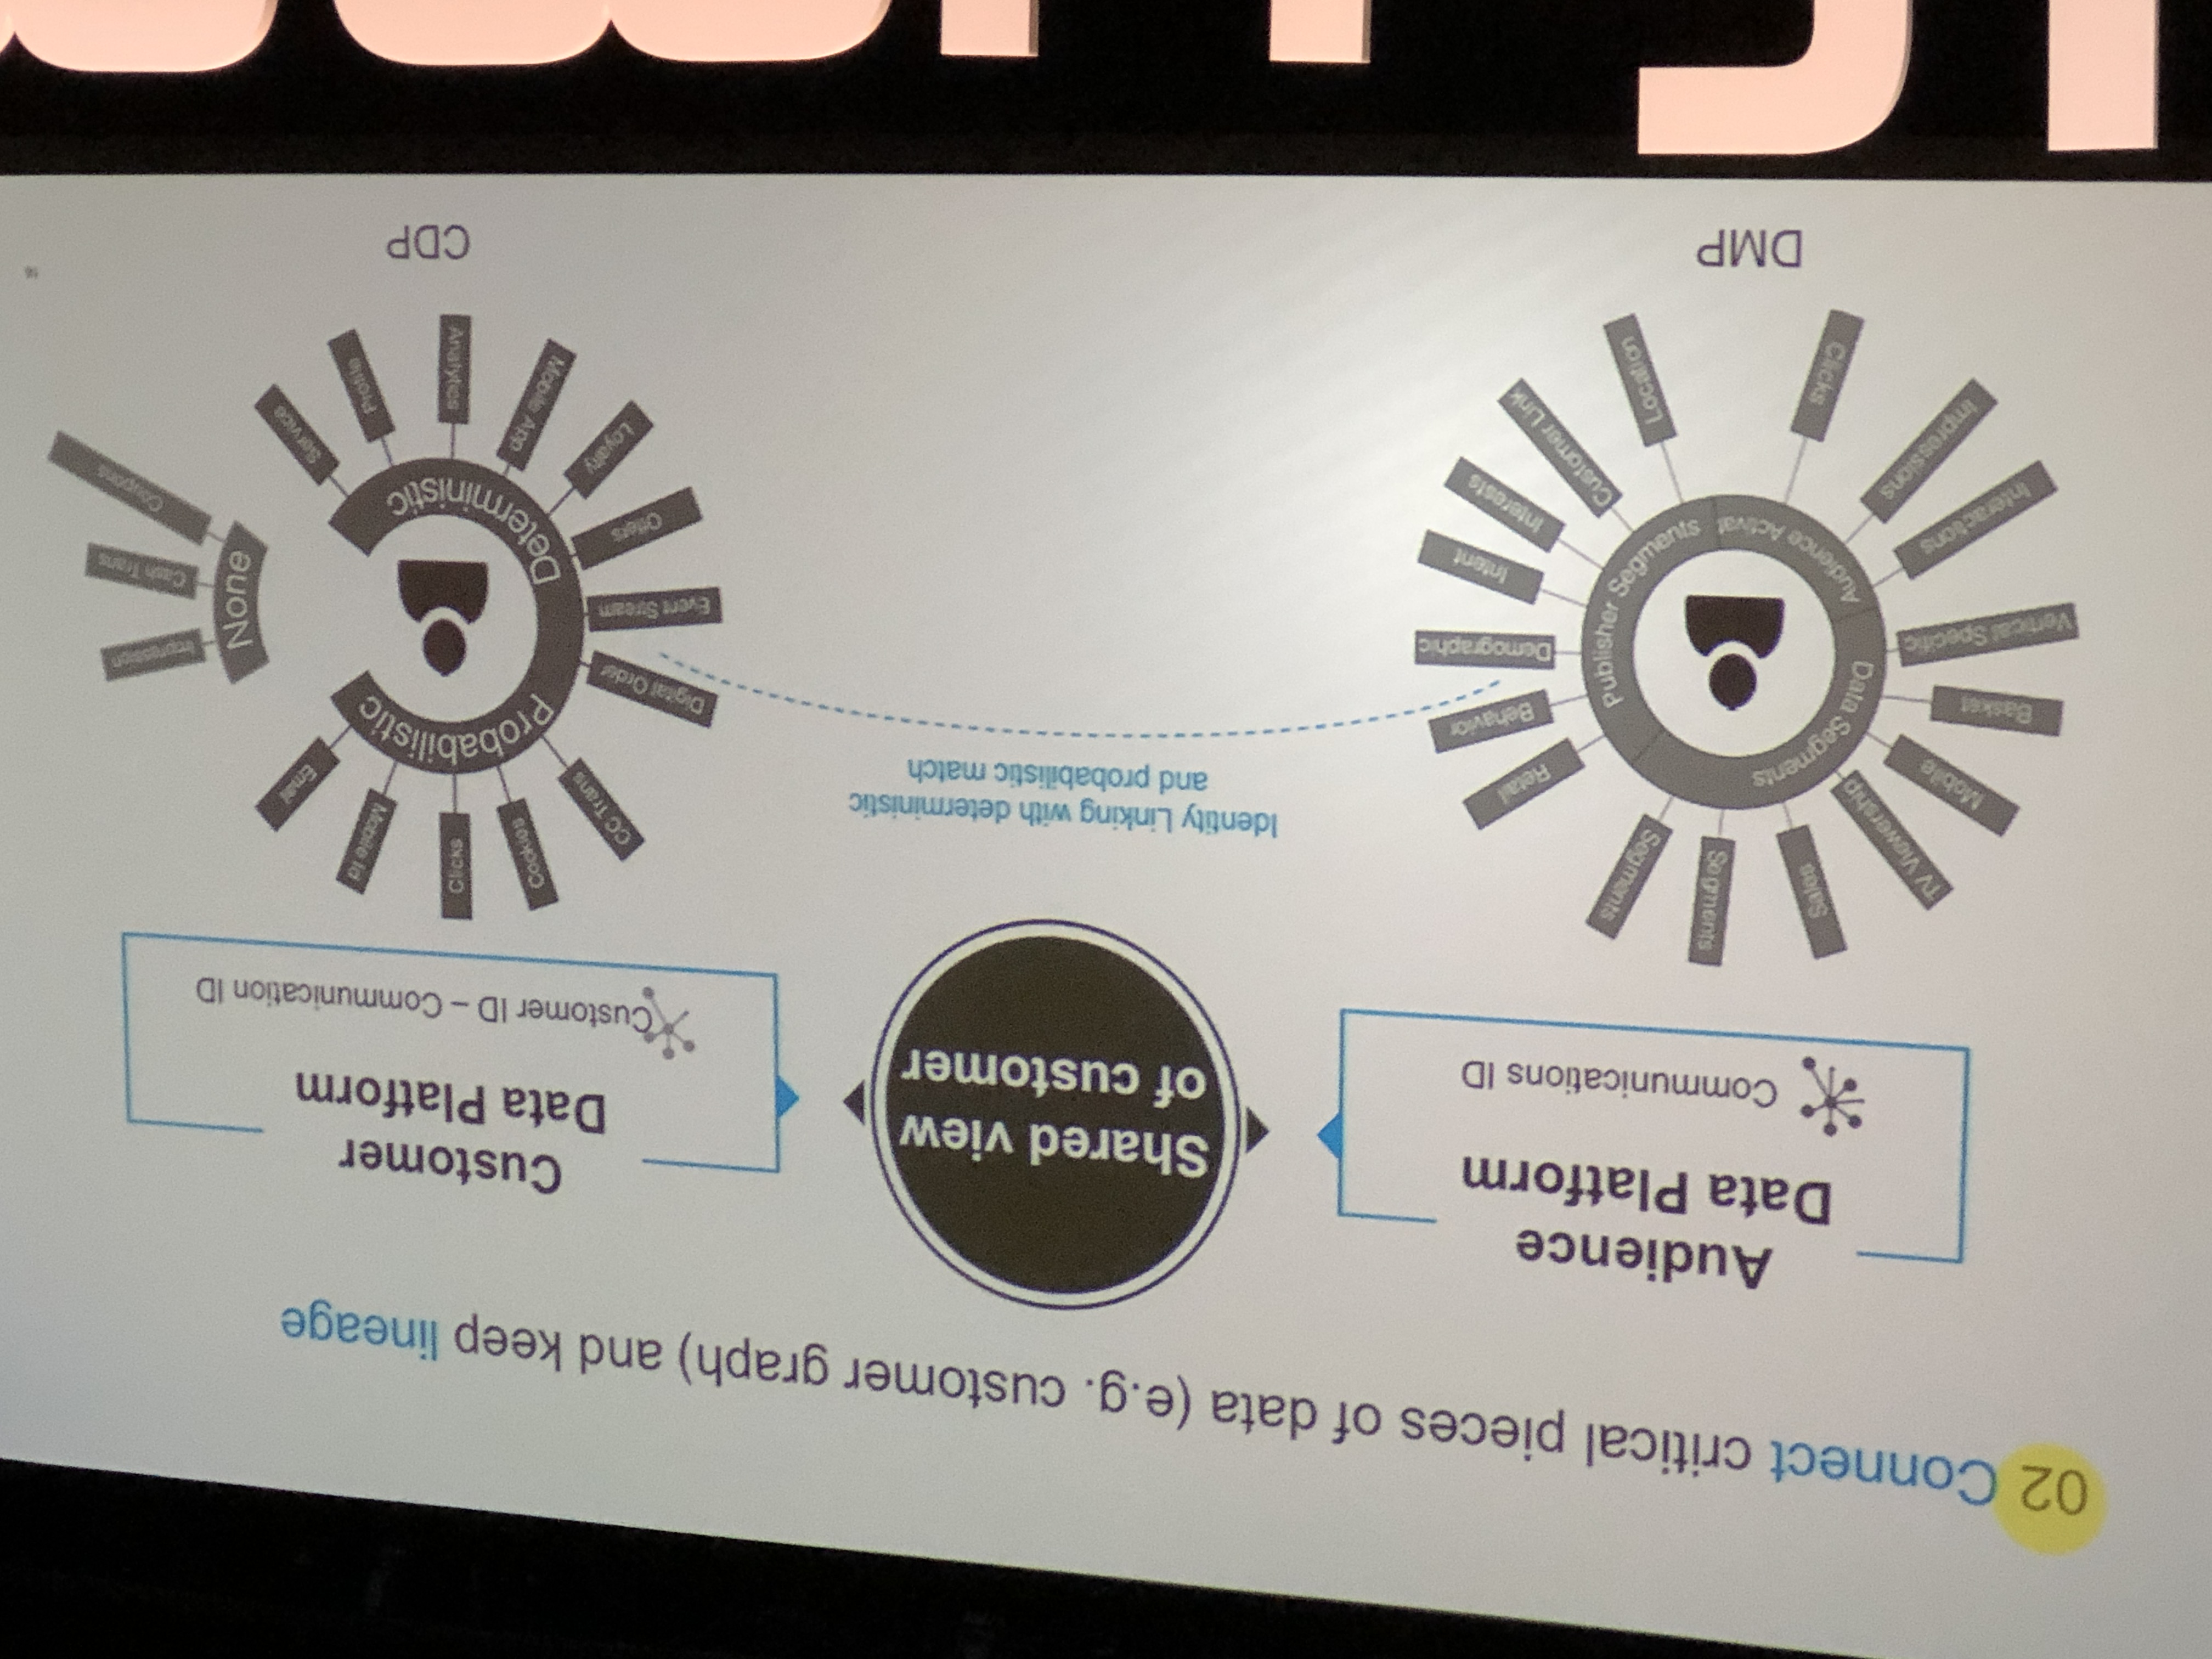 02 Connect critical pieces of data (e.g. customer graph) and keep lineage
Audience
Data Platform
Communications ID
Shared view
of customer
Customer
Data Platform
Customer ID – Communication ID
Identity Linking with deterministic
and probabilistic match
Data Segments
Publisher Segments
Audience Activat
Sales
Segments
Segments
Retail
Behavior
Demographic
Intent
Interests
Customer Link
Location
Clicks
Impressions
Interactions
Vertical Specific
Basket
Mobile
TV Viewership
DMP
Probabilistic
Deterministic
None
CC Trans
Cookies
Clicks
Mobile Id
Email
Impression
Cash Trans
Coupons
Service
Profile
Analytes
Mobile App
Loyalty
Offers
Event Stream
Digital Order
CDP
16